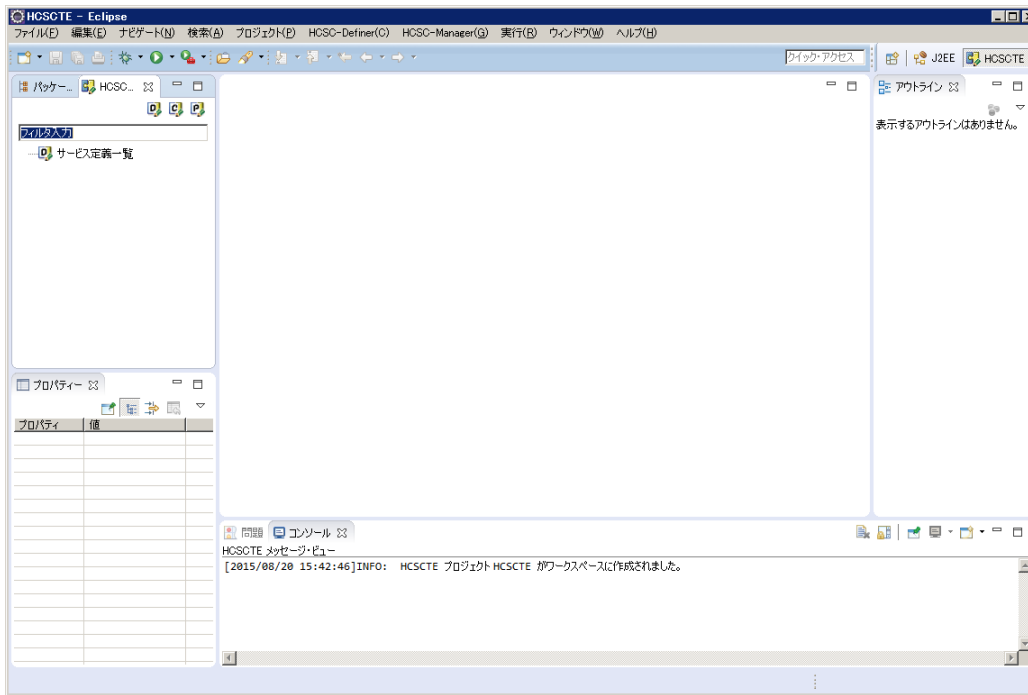 HCSCTE - Eclipse
ファイル(F) 編集(E) ナビゲート(N) 検索(A) プロジェクト(P) HCSC-Definer(C) HCSC-Manager(G) 実行(R) ウィンドウ(W) ヘルプ(H)
クイック・アクセス J2EE HCSCTE
パッケー... HCSC...
アウトライン
D C P
フィルタ入力
表示するアウトラインはありません。
D サービス定義一覧
プロパティー
プロパティ 値
問題 コンソール
HCSCTE メッセージ・ビュー
[2015/08/20 15:42:46]INFO: HCSCTE プロジェクト HCSCTE がワークスペースに作成されました。